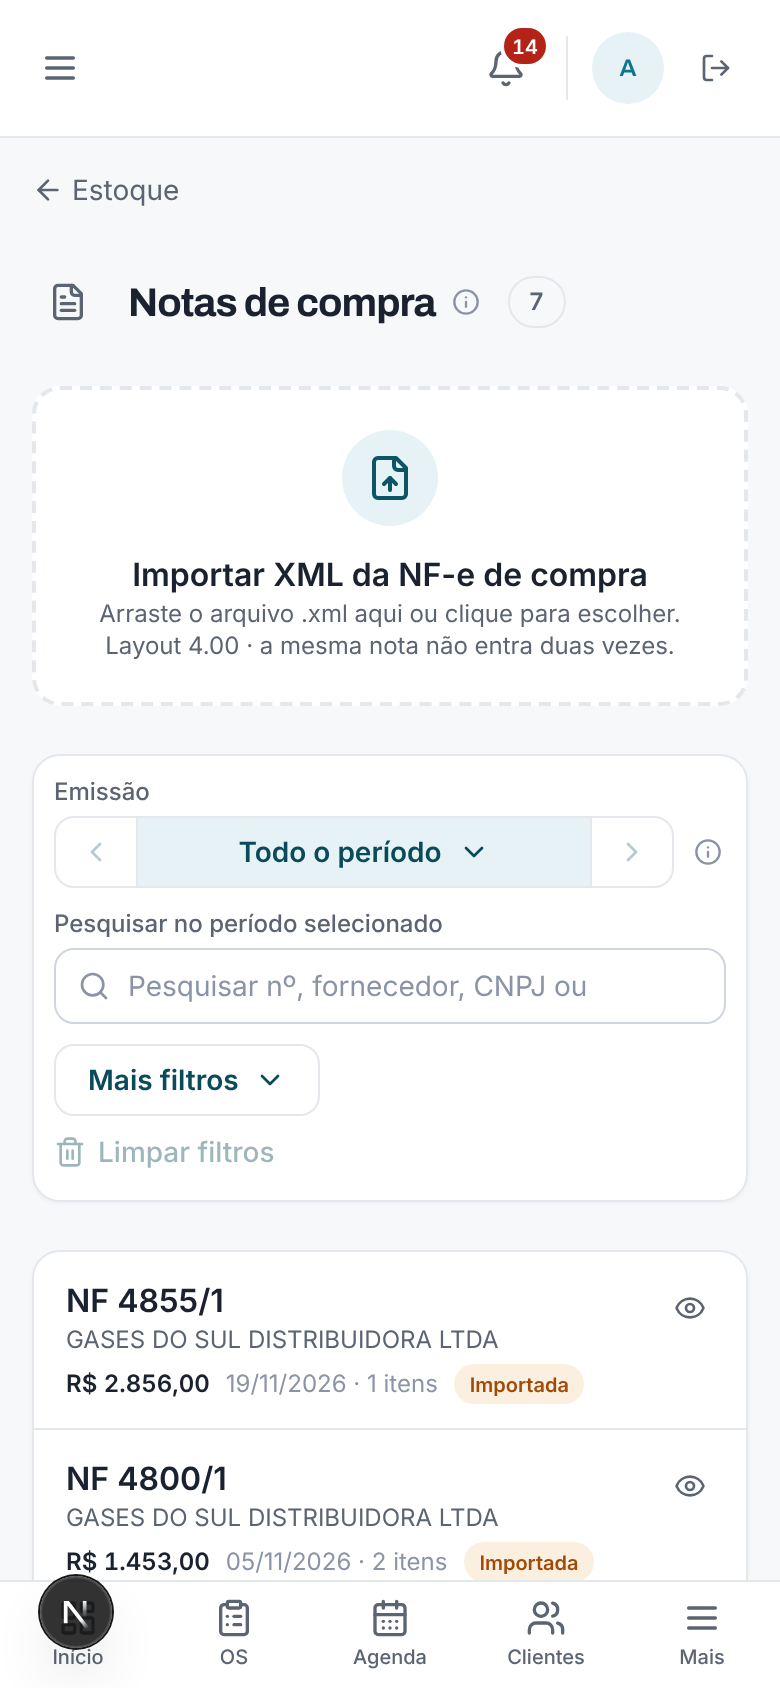 14
A
Estoque
Notas de compra
7
Importar XML da NF-e de compra
Arraste o arquivo .xml aqui ou clique para escolher.
Layout 4.00 · a mesma nota não entra duas vezes.
Emissão
Todo o período
Pesquisar no período selecionado
Pesquisar nº, fornecedor, CNPJ ou
Mais filtros
Limpar filtros
NF 4855/1
GASES DO SUL DISTRIBUIDORA LTDA
R$ 2.856,00 19/11/2026 · 1 itens Importada
NF 4800/1
GASES DO SUL DISTRIBUIDORA LTDA
R$ 1.453,00 05/11/2026 · 2 itens Importada
N
Início OS Agenda Clientes Mais